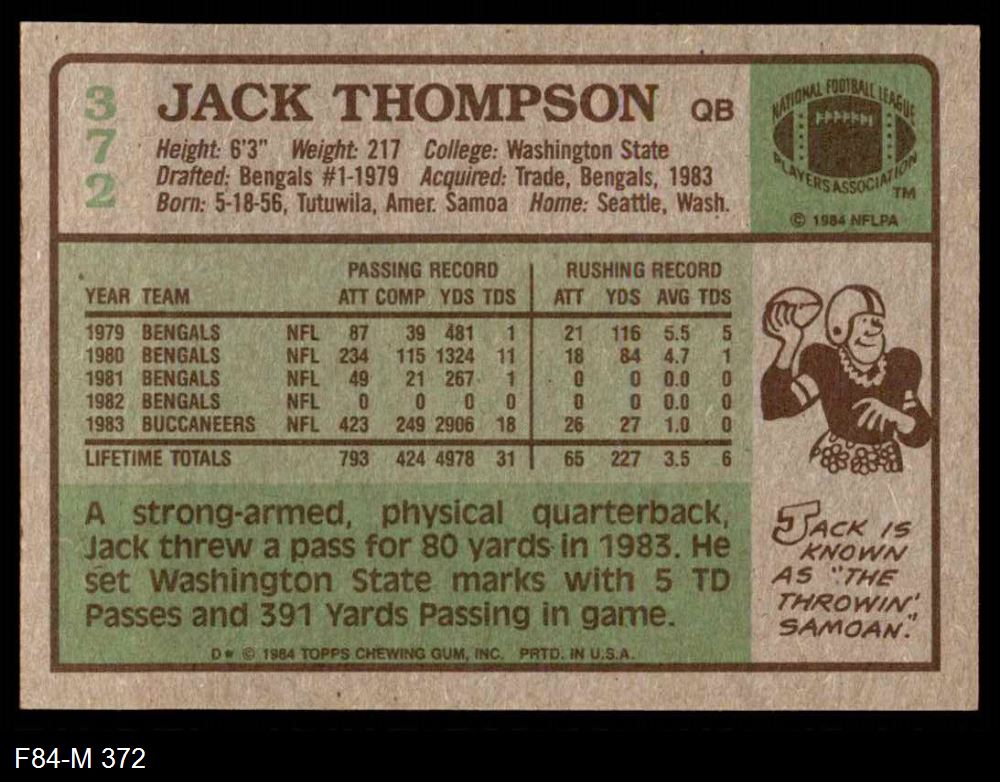 372
JACK THOMPSON QB
Height: 6'3" Weight: 217 College: Washington State
Drafted: Bengals #1-1979 Acquired: Trade, Bengals, 1983
Born: 5-18-56, Tutuwila, Amer. Samoa Home: Seattle, Wash.
NATIONAL FOOTBALL LEAGUE
PLAYERS ASSOCIATION
TM
© 1984 NFLPA
PASSING RECORD RUSHING RECORD
YEAR TEAM ATT COMP YDS TDS ATT YDS AVG TDS
1979 BENGALS NFL 87 39 481 1 21 116 5.5 5
1980 BENGALS NFL 234 115 1324 11 18 84 4.7 1
1981 BENGALS NFL 49 21 267 1 0 0 0.0 0
1982 BENGALS NFL 0 0 0 0 0 0 0.0 0
1983 BUCCANEERS NFL 423 249 2906 18 26 27 1.0 0
LIFETIME TOTALS 793 424 4978 31 65 227 3.5 6
A strong-armed, physical quarterback,
Jack threw a pass for 80 yards in 1983. He
set Washington State marks with 5 TD
Passes and 391 Yards Passing in game.
D* © 1984 TOPPS CHEWING GUM, INC. PRTD. IN U.S.A.
JACK IS
KNOWN
AS "THE
THROWIN'
SAMOAN."
F84-M 372